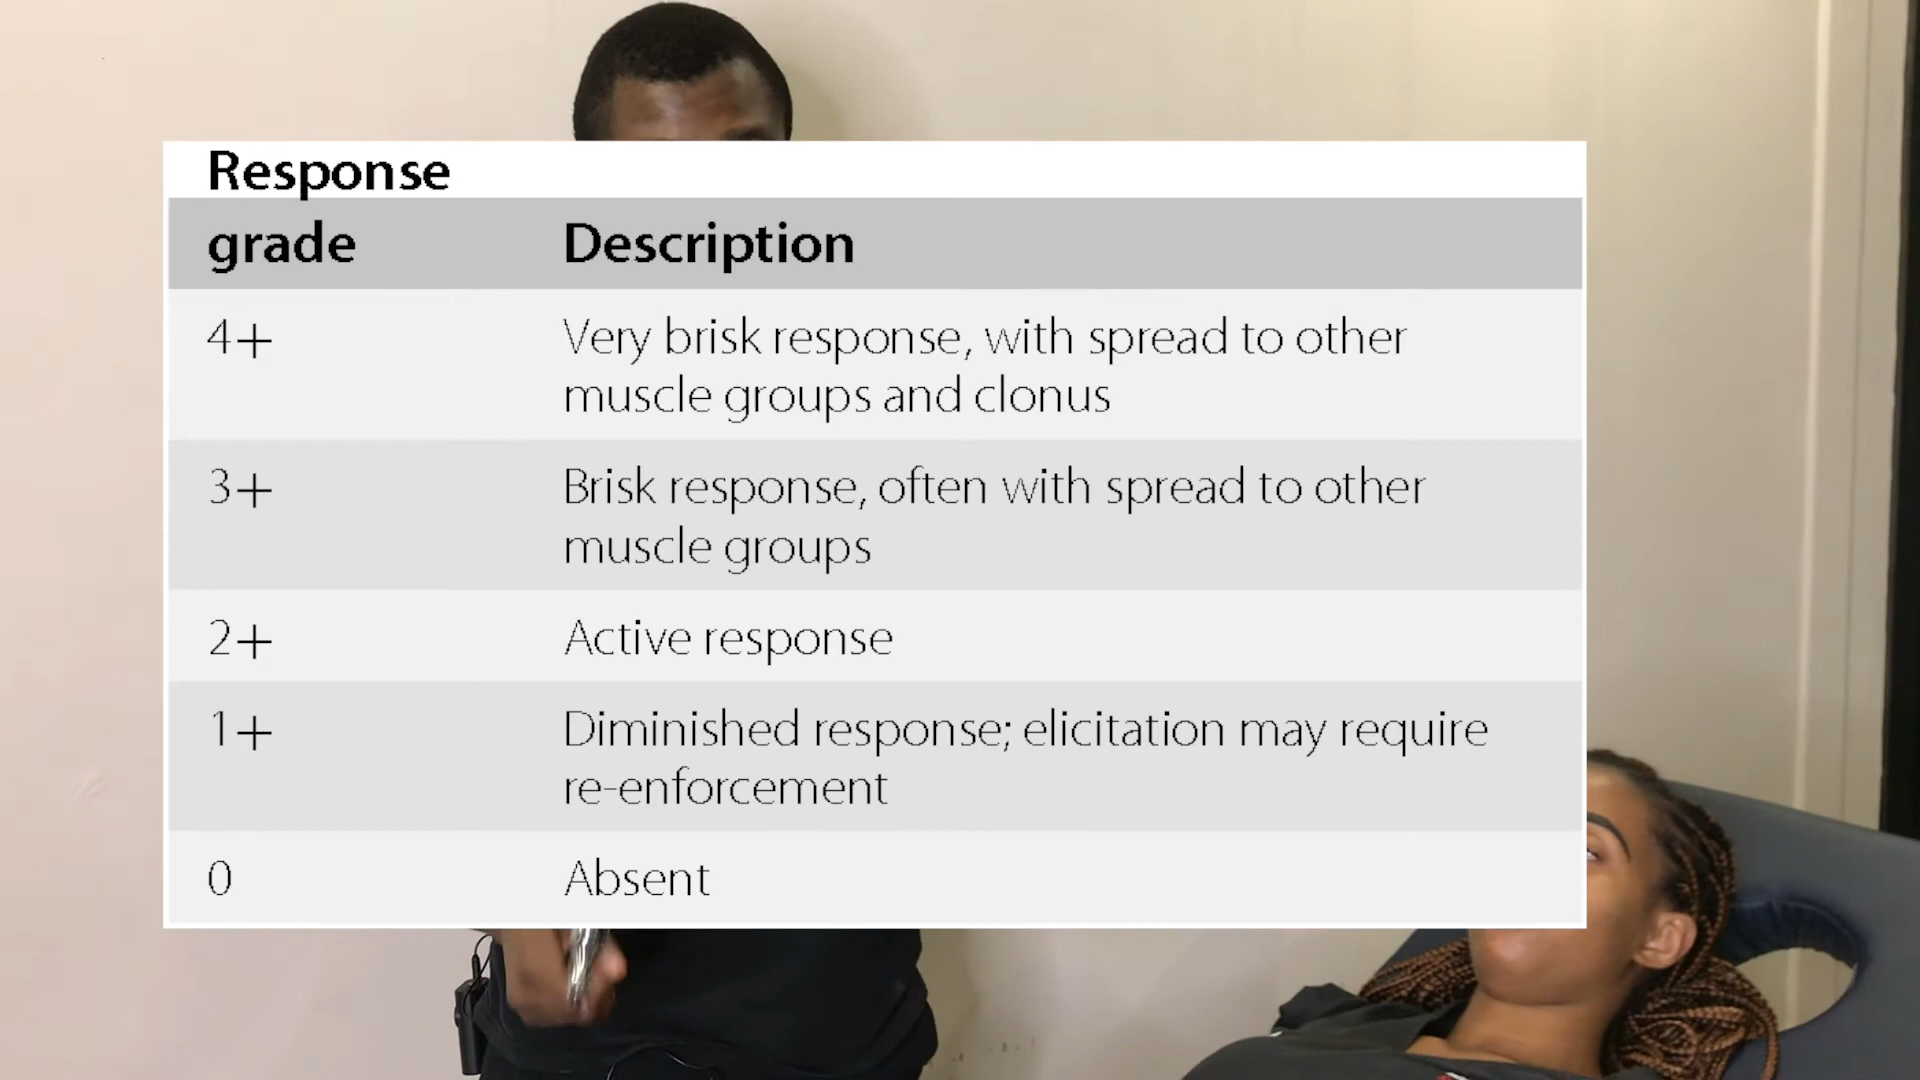 Response
grade Description
4+ Very brisk response, with spread to other
muscle groups and clonus
3+ Brisk response, often with spread to other
muscle groups
2+ Active response
1+ Diminished response; elicitation may require
re-enforcement
0 Absent